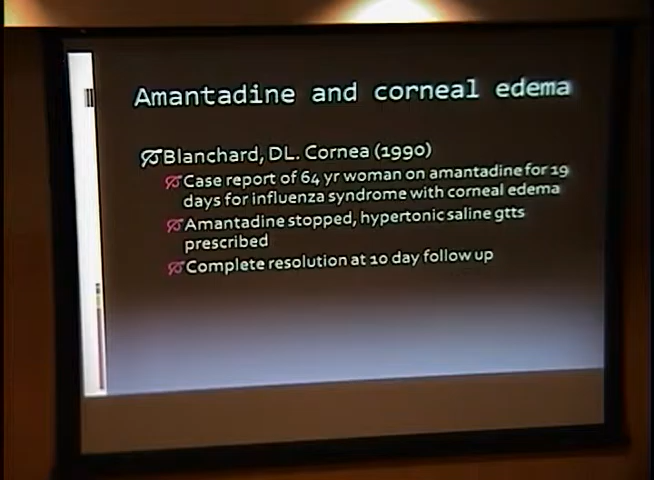 Amantadine and corneal edema
Blanchard, DL. Cornea (1990)
Case report of 64 yr woman on amantadine for 19
days for influenza syndrome with corneal edema
Amantadine stopped, hypertonic saline gtts
prescribed
Complete resolution at 10 day follow up